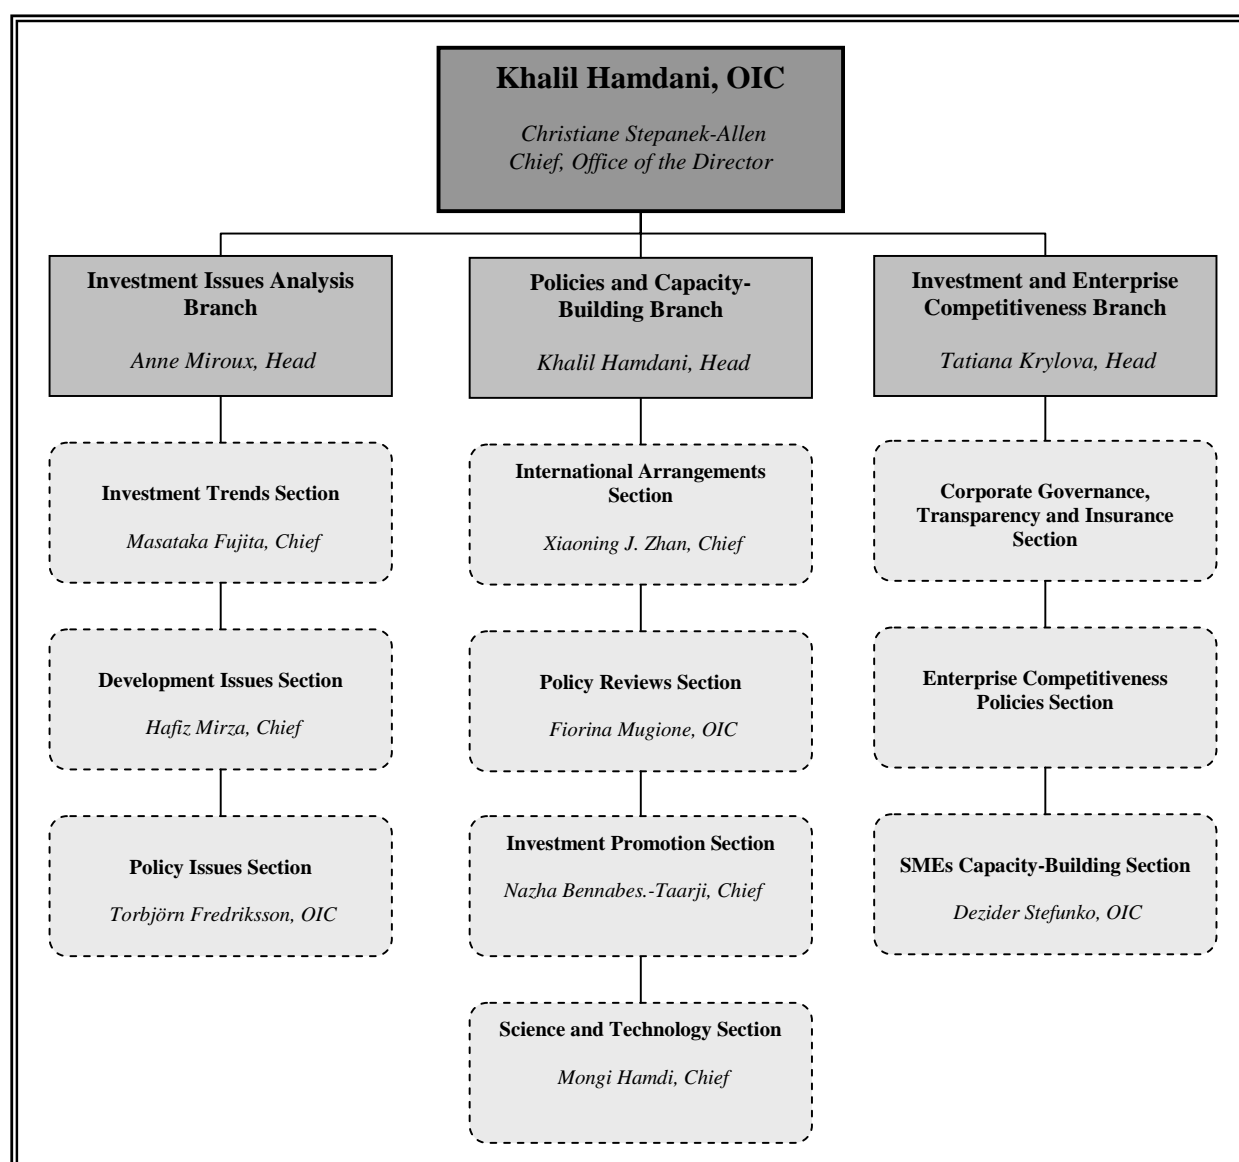 Khalil Hamdani, OIC
Christiane Stepanek-Allen
Chief, Office of the Director
Investment Issues Analysis
Branch
Anne Miroux, Head
Policies and Capacity-
Building Branch
Khalil Hamdani, Head
Investment and Enterprise
Competitiveness Branch
Tatiana Krylova, Head
Investment Trends Section
Masataka Fujita, Chief
International Arrangements
Section
Xiaoning J. Zhan, Chief
Corporate Governance,
Transparency and Insurance
Section
Development Issues Section
Hafiz Mirza, Chief
Policy Reviews Section
Fiorina Mugione, OIC
Enterprise Competitiveness
Policies Section
Policy Issues Section
Torbjörn Fredriksson, OIC
Investment Promotion Section
Nazha Bennabes.-Taarji, Chief
SMEs Capacity-Building Section
Dezider Stefunko, OIC
Science and Technology Section
Mongi Hamdi, Chief